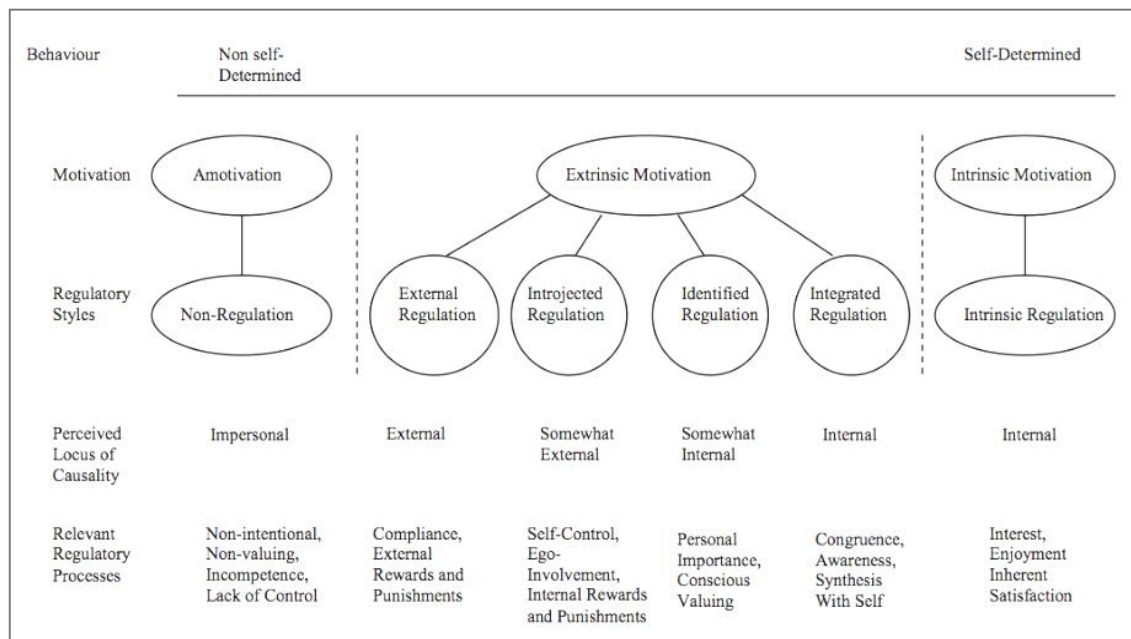 Behaviour
Non self-
Determined
Self-Determined
Motivation
Amotivation
Extrinsic Motivation
Intrinsic Motivation
Regulatory
Styles
Non-Regulation
External
Regulation
Introjected
Regulation
Identified
Regulation
Integrated
Regulation
Intrinsic Regulation
Perceived
Locus of
Causality
Impersonal
External
Somewhat
External
Somewhat
Internal
Internal
Internal
Relevant
Regulatory
Processes
Non-intentional,
Non-valuing,
Incompetence,
Lack of Control
Compliance,
External
Rewards and
Punishments
Self-Control,
Ego-
Involvement,
Internal Rewards
and Punishments
Personal
Importance,
Conscious
Valuing
Congruence,
Awareness,
Synthesis
With Self
Interest,
Enjoyment
Inherent
Satisfaction